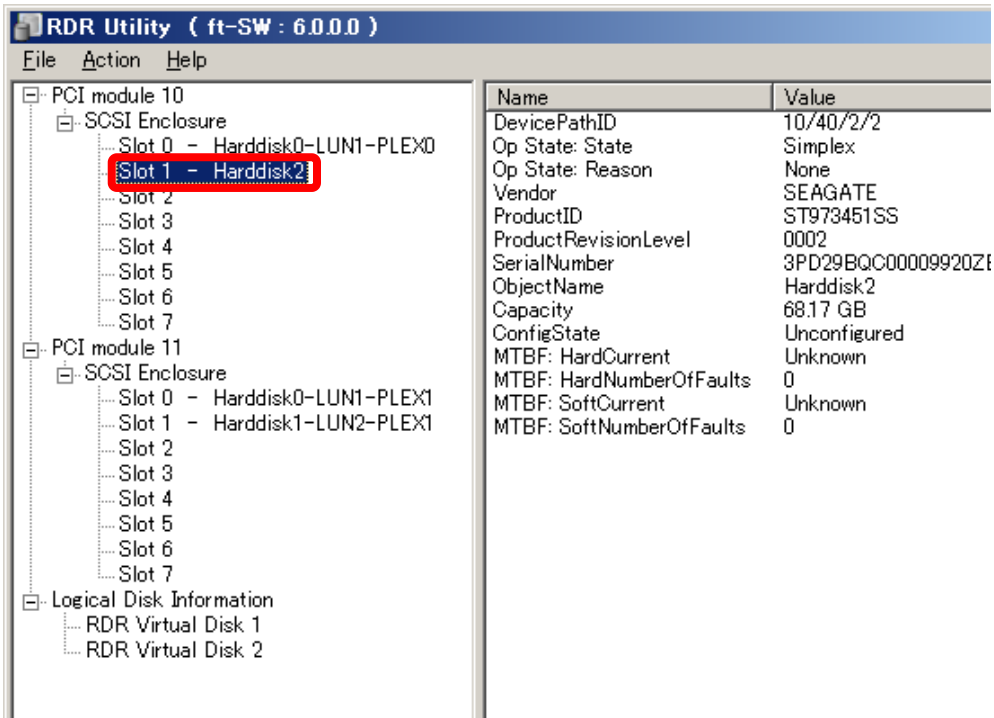 RDR Utility ( ft-SW : 6.0.0.0 )
File Action Help
PCI module 10
SCSI Enclosure
Slot 0 - Harddisk0-LUN1-PLEX0
Slot 1 - Harddisk2
Slot 2
Slot 3
Slot 4
Slot 5
Slot 6
Slot 7
PCI module 11
SCSI Enclosure
Slot 0 - Harddisk0-LUN1-PLEX1
Slot 1 - Harddisk1-LUN2-PLEX1
Slot 2
Slot 3
Slot 4
Slot 5
Slot 6
Slot 7
Logical Disk Information
RDR Virtual Disk 1
RDR Virtual Disk 2
Name Value
DevicePathID 10/40/2/2
Op State: State Simplex
Op State: Reason None
Vendor SEAGATE
ProductID ST973451SS
ProductRevisionLevel 0002
SerialNumber 3PD29BQC00009920ZE
ObjectName Harddisk2
Capacity 68.17 GB
ConfigState Unconfigured
MTBF: HardCurrent Unknown
MTBF: HardNumberOfFaults 0
MTBF: SoftCurrent Unknown
MTBF: SoftNumberOfFaults 0